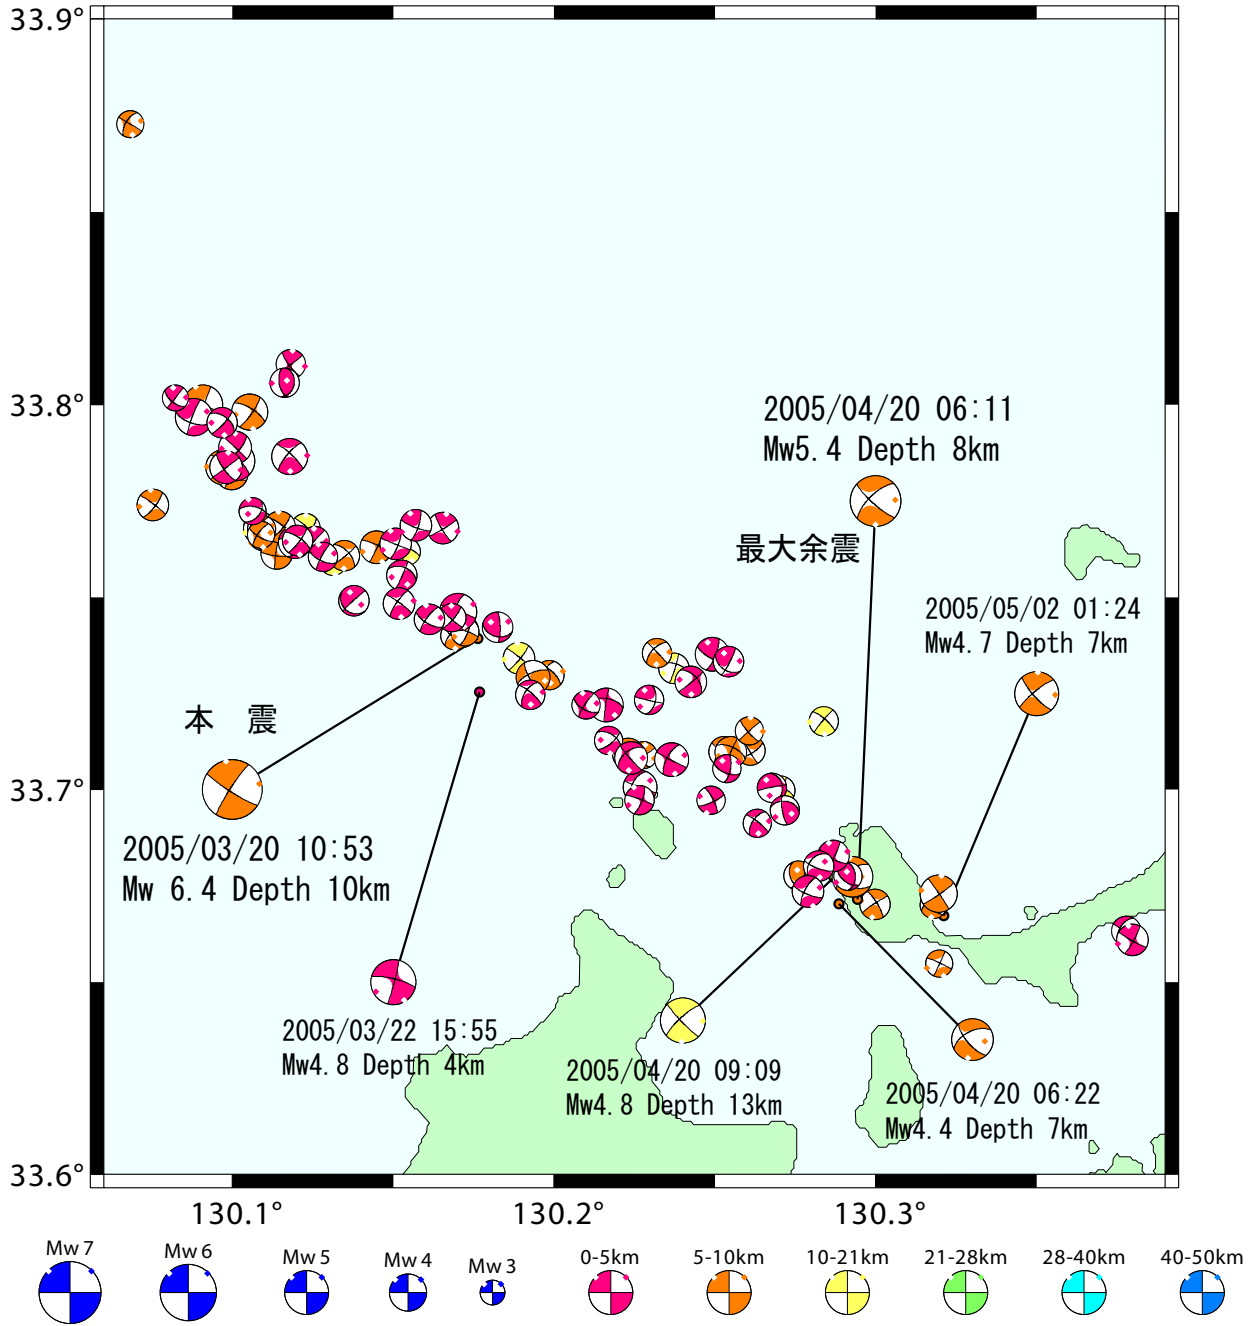 33.9°
33.8°
2005/04/20 06:11
Mw5.4 Depth 8km
最大余震
2005/05/02 01:24
Mw4.7 Depth 7km
本 震
33.7°
2005/03/20 10:53
Mw 6.4 Depth 10km
2005/03/22 15:55
Mw4.8 Depth 4km
2005/04/20 09:09
Mw4.8 Depth 13km
2005/04/20 06:22
Mw4.4 Depth 7km
33.6°
130.1° 130.2° 130.3°
Mw 7 Mw 6 Mw 5 Mw 4 Mw 3 0-5km 5-10km 10-21km 21-28km 28-40km 40-50km